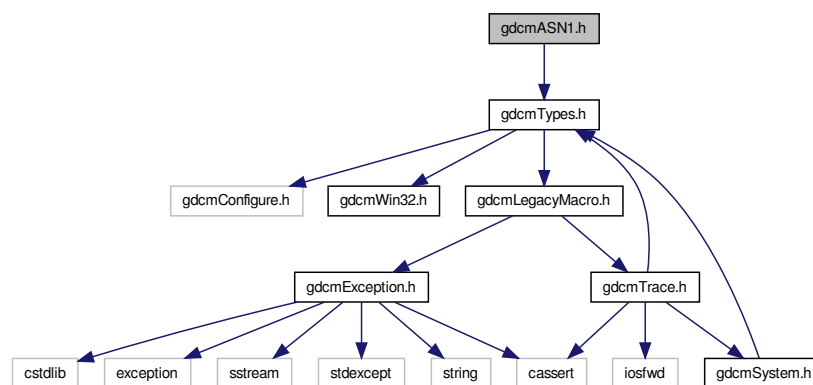 gdcmASN1.h
gdcmTypes.h
gdcmConfigure.h
gdcmWin32.h
gdcmLegacyMacro.h
gdcmException.h
gdcmTrace.h
cstdlib
exception
sstream
stdexcept
string
cassert
iosfwd
gdcmSystem.h